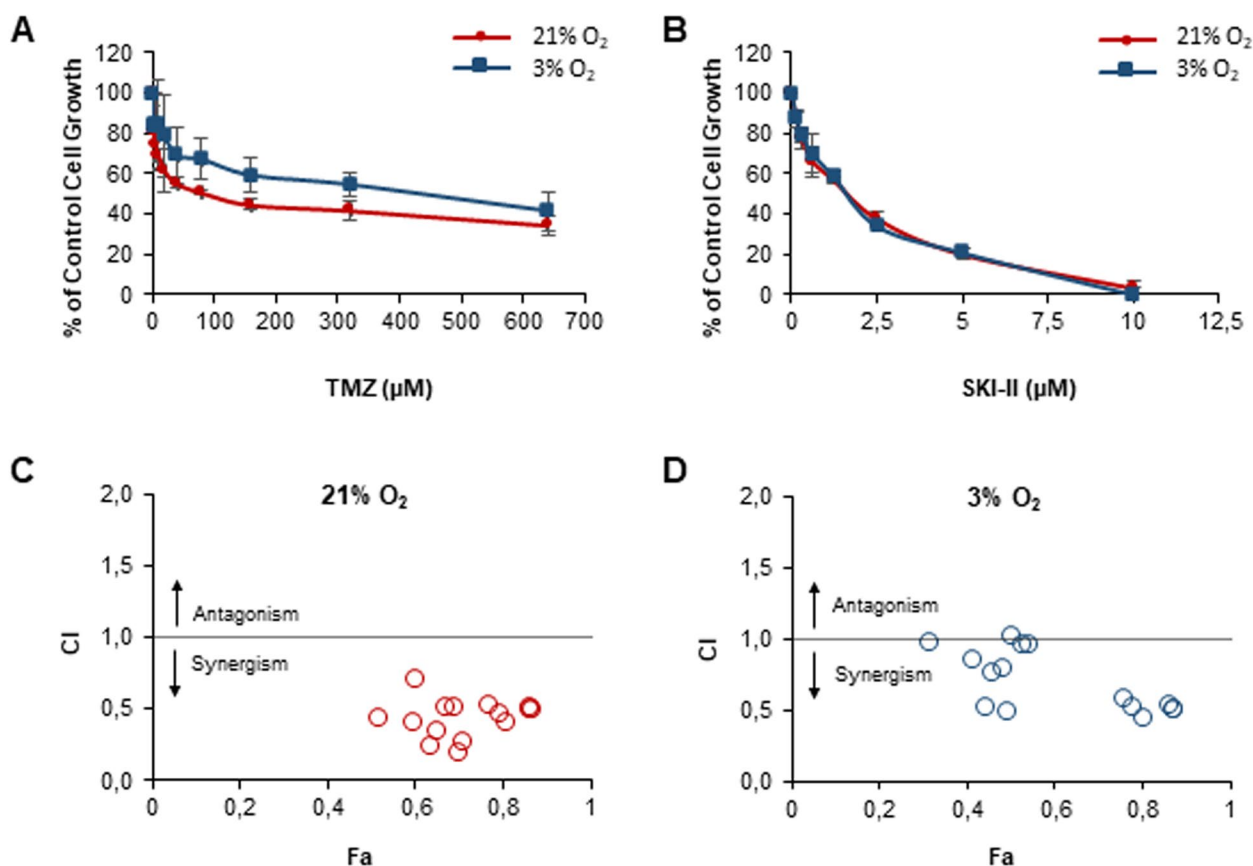 A
21% O₂
3% O₂
% of Control Cell Growth
120
100
80
60
40
20
0
0 100 200 300 400 500 600 700
TMZ (µM)
B
21% O₂
3% O₂
% of Control Cell Growth
120
100
80
60
40
20
0
0 2,5 5 7,5 10 12,5
SKI-II (µM)
C
21% O₂
CI
2,0
1,5
Antagonism
1,0
Synergism
0,5
0,0
0 0,2 0,4 0,6 0,8 1
Fa
D
3% O₂
CI
2,0
1,5
Antagonism
1,0
Synergism
0,5
0,0
0 0,2 0,4 0,6 0,8 1
Fa